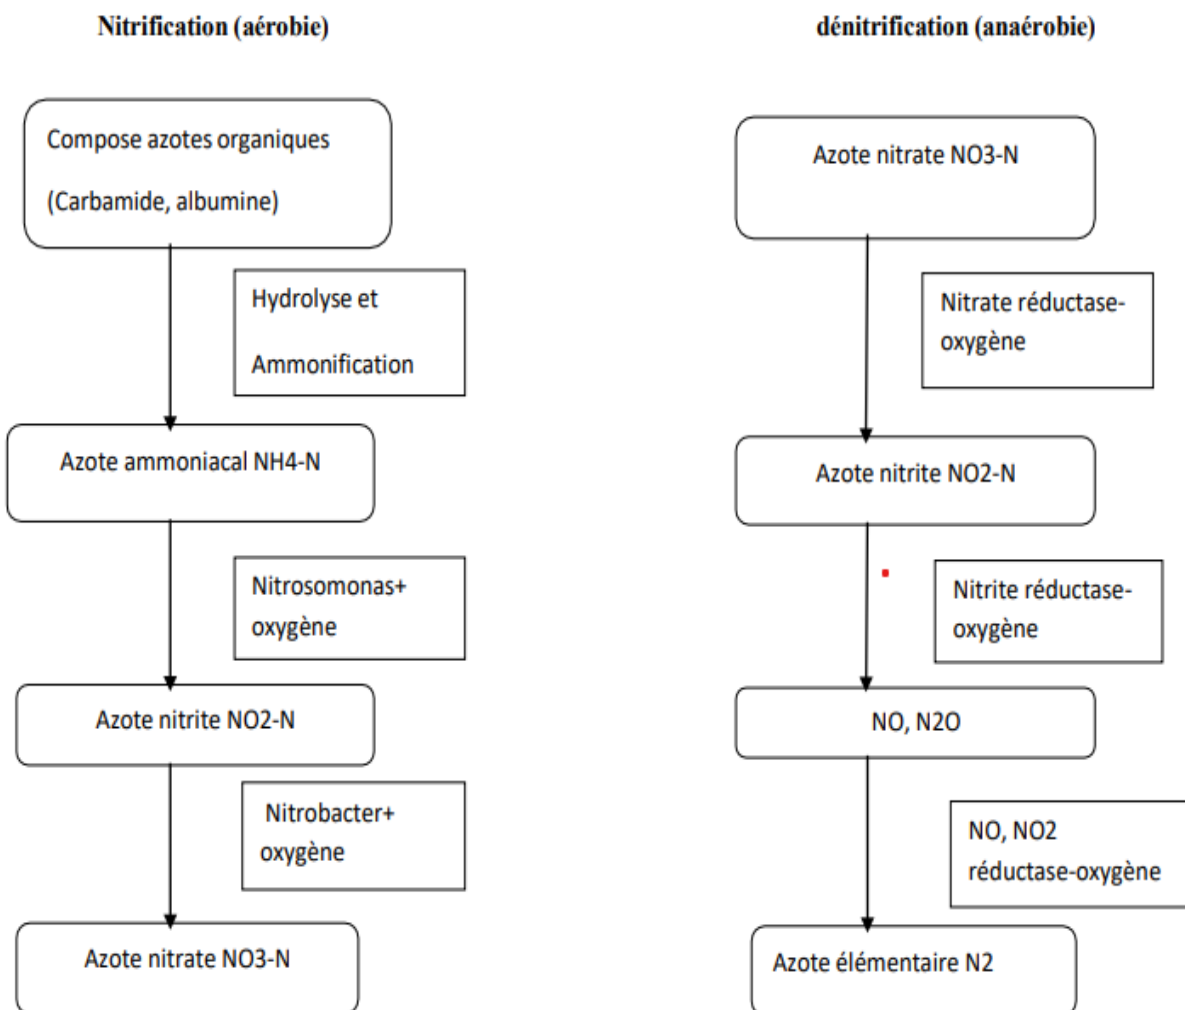 Nitrification (aérobie)
Compose azotes organiques
(Carbamide, albumine)
Hydrolyse et
Ammonification
Azote ammoniacal NH4-N
Nitrosomonas+
oxygène
Azote nitrite NO2-N
Nitrobacter+
oxygène
Azote nitrate NO3-N
dénitrification (anaérobie)
Azote nitrate NO3-N
Nitrate réductase-
oxygène
Azote nitrite NO2-N
Nitrite réductase-
oxygène
NO, N2O
NO, NO2
réductase-oxygène
Azote élémentaire N2